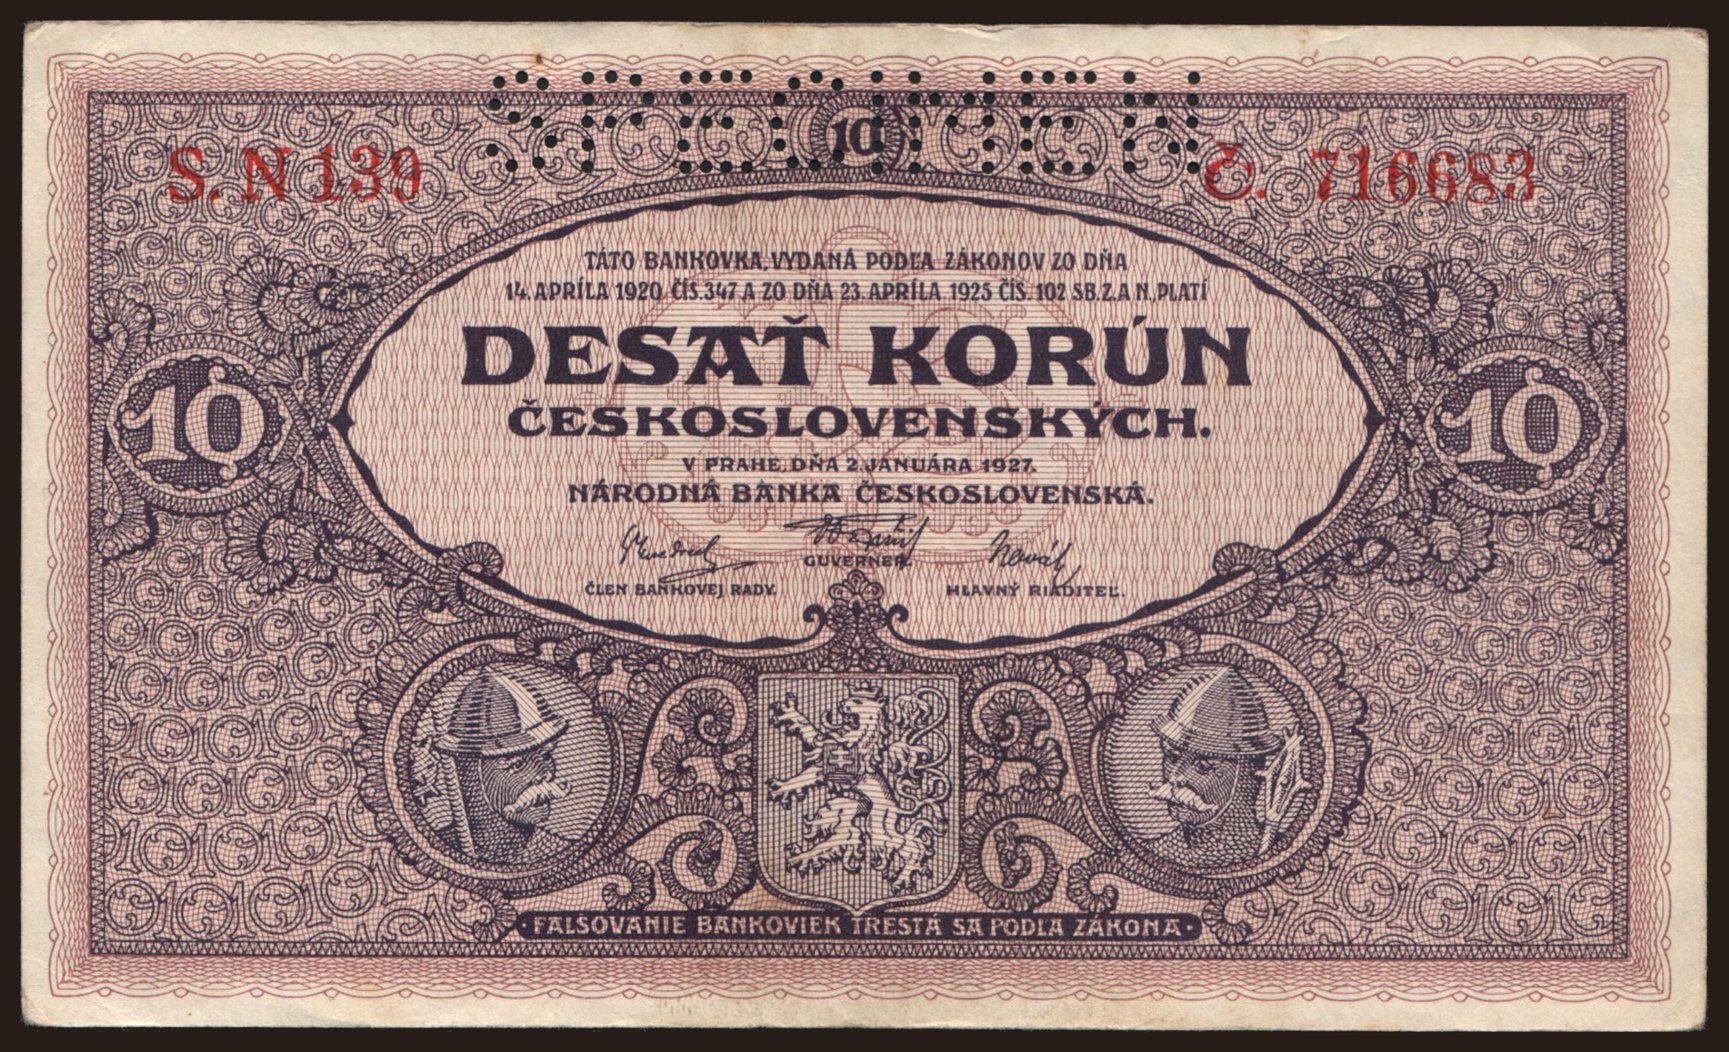 SPECIMEN
10
S. N 139
Č. 716683
TÁTO BANKOVKA, VYDANÁ PODĽA ZÁKONOV ZO DŇA
14. APRÍLA 1920 ČÍS. 347 A ZO DŇA 23. APRÍLA 1925 ČÍS. 102 SB. Z. A N. PLATÍ
DESAŤ KORÚN
ČESKOSLOVENSKÝCH.
10
10
V PRAHE, DŇA 2. JANUÁRA 1927.
NÁRODNÁ BANKA ČESKOSLOVENSKÁ.
GUVERNER.
ČLEN BANKOVEJ RADY.
HLAVNÝ RIADITEĽ.
· FALŠOVANIE BANKOVIEK TRESTÁ SA PODĽA ZÁKONA ·